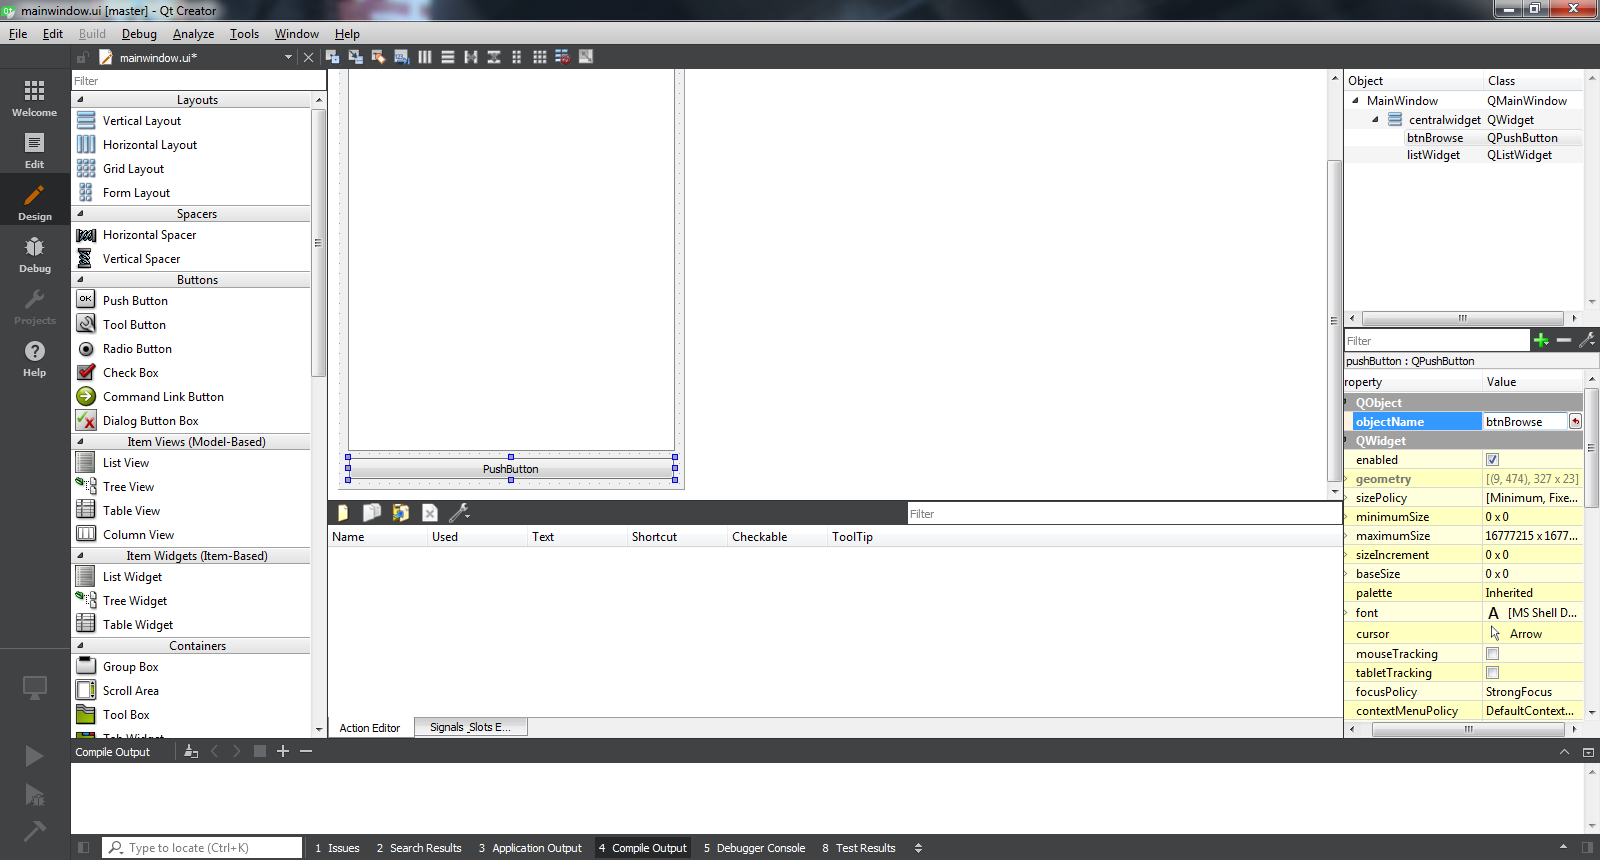 mainwindow.ui [master] - Qt Creator
File Edit Build Debug Analyze Tools Window Help
mainwindow.ui*
Welcome
Edit
Design
Debug
Projects
Help
Filter
Layouts
Vertical Layout
Horizontal Layout
Grid Layout
Form Layout
Spacers
Horizontal Spacer
Vertical Spacer
Buttons
OK Push Button
Tool Button
Radio Button
Check Box
Command Link Button
Dialog Button Box
Item Views (Model-Based)
List View
Tree View
Table View
Column View
Item Widgets (Item-Based)
List Widget
Tree Widget
Table Widget
Containers
Group Box
Scroll Area
Tool Box
Tab Widget
PushButton
Filter
Name Used Text Shortcut Checkable ToolTip
Action Editor Signals _Slots E...
Object Class
MainWindow QMainWindow
centralwidget QWidget
btnBrowse QPushButton
listWidget QListWidget
Filter
pushButton : QPushButton
roperty Value
QObject
objectName btnBrowse
QWidget
enabled
geometry [(9, 474), 327 x 23]
sizePolicy [Minimum, Fixe...
minimumSize 0 x 0
maximumSize 16777215 x 1677...
sizeIncrement 0 x 0
baseSize 0 x 0
palette Inherited
font A [MS Shell D...
cursor Arrow
mouseTracking
tabletTracking
focusPolicy StrongFocus
contextMenuPolicy DefaultContext...
Compile Output
Type to locate (Ctrl+K) 1 Issues 2 Search Results 3 Application Output 4 Compile Output 5 Debugger Console 8 Test Results